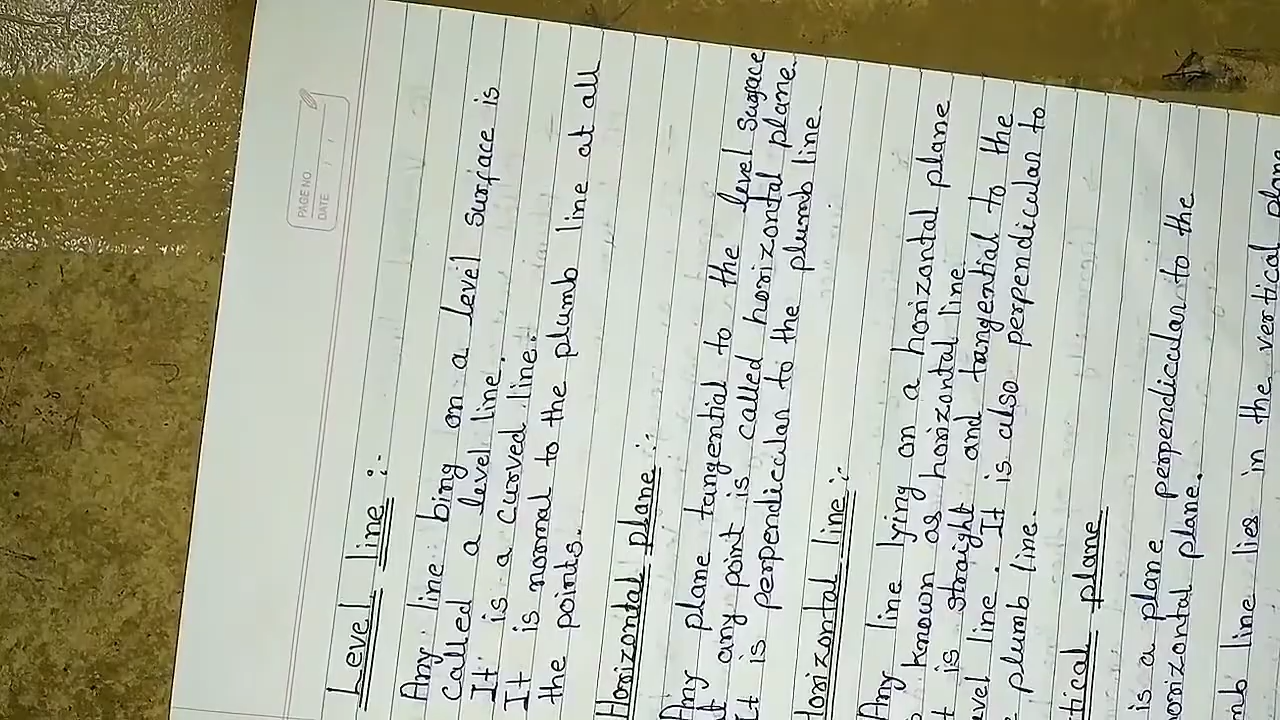 PAGE NO
DATE
Level line :-
Any line bing on a level surface is
called a level line.
It is a curved line.
It is normal to the plumb line at all
the points.
Horizontal plane :-
Any plane tangential to the level surface
at any point is called horizontal plane.
It is perpendicular to the plumb line.
Horizontal line :-
Any line lying on a horizontal plane
known as horizontal line.
It is straight and tangential to the
level line. It is also perpendicular to
plumb line.
tical plane
is a plane perpendicular to the
orizontal plane.
mb line lies in the vertical plane